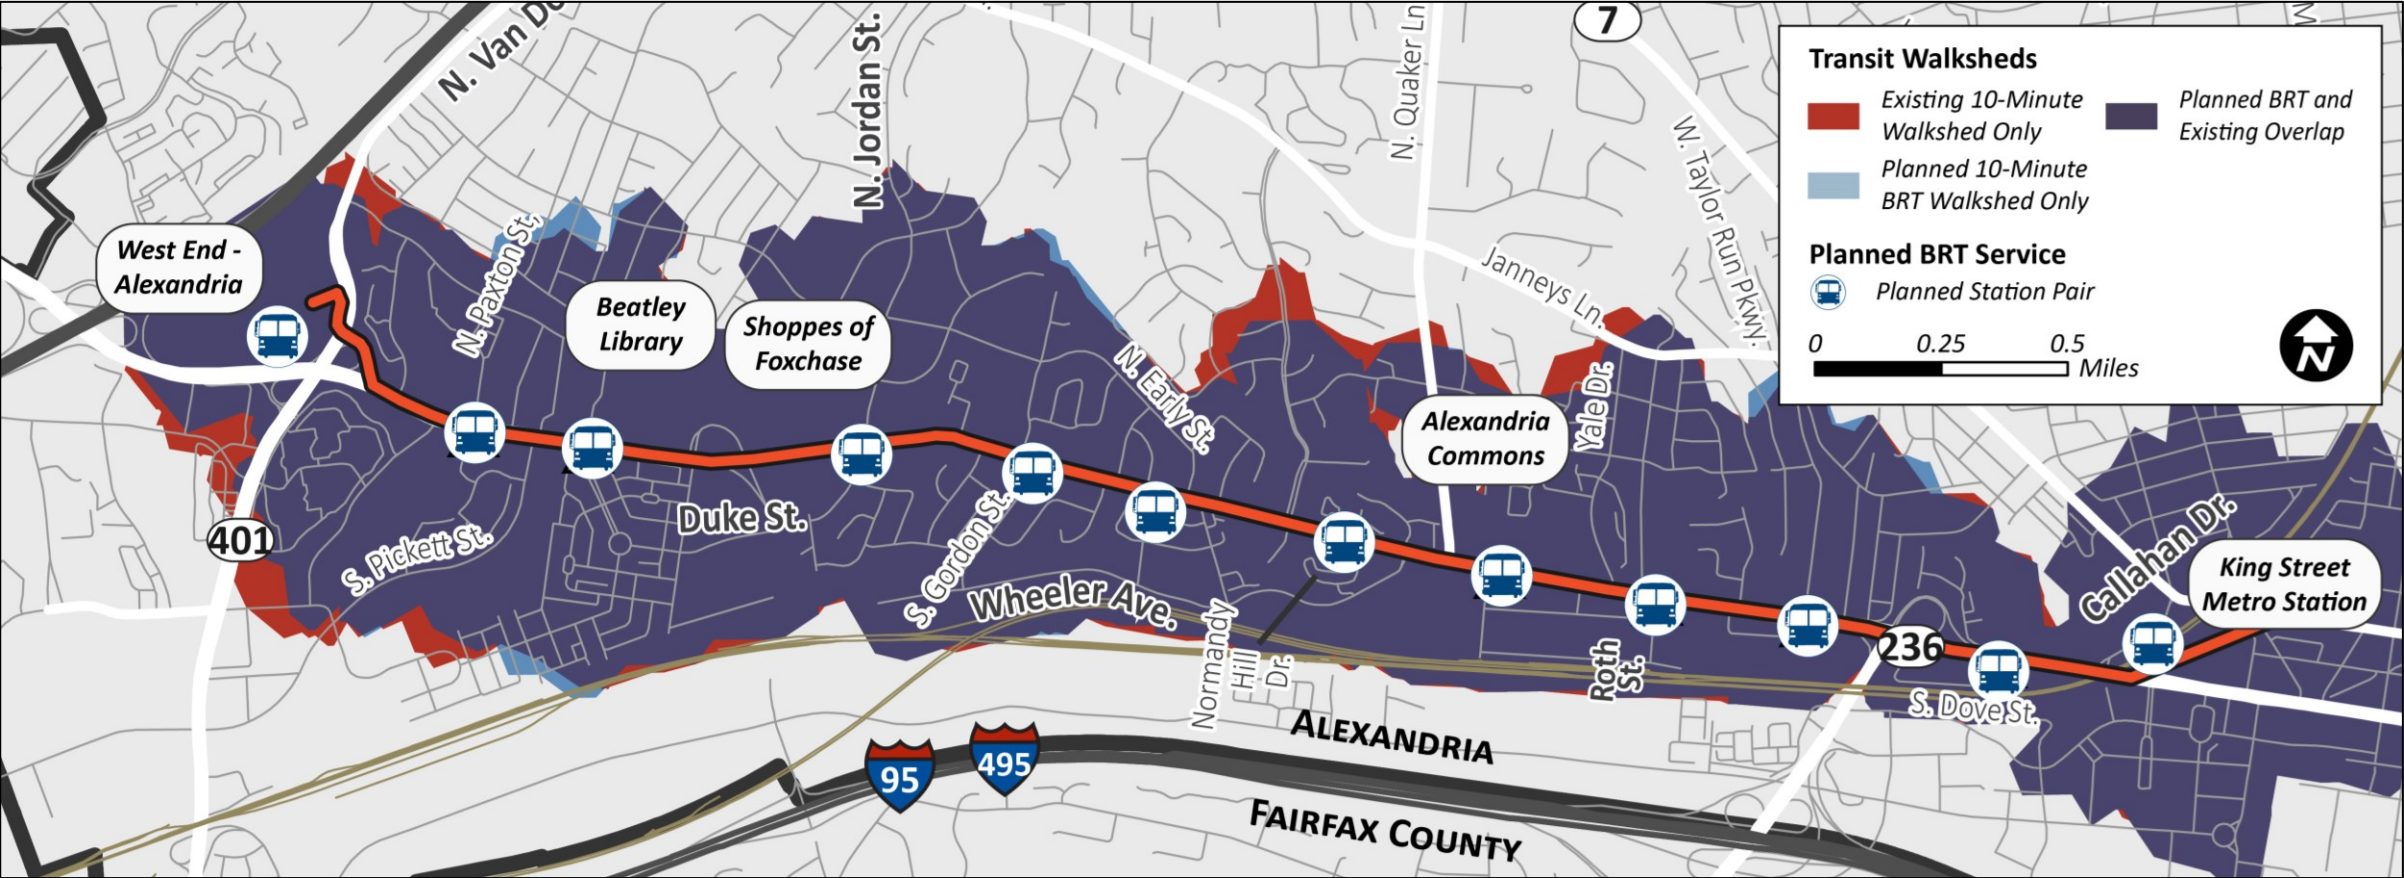 N. Van Do
N. Jordan St.
N. Quaker Ln
7
W. Taylor Run Pkwy.
Transit Walksheds
Existing 10-Minute
Walkshed Only
Planned BRT and
Existing Overlap
Planned 10-Minute
BRT Walkshed Only
Planned BRT Service
Planned Station Pair
0 0.25 0.5
Miles
N
West End -
Alexandria
N. Paxton St,
Beatley
Library
Shoppes of
Foxchase
N. Early St.
Janneys Ln.
Yale Dr.
Alexandria
Commons
401
S. Pickett St.
Duke St.
S. Gordon St.
Wheeler Ave.
Normandy
Hill
Dr.
Roth
St.
236
S. Dove St.
Callahan Dr.
King Street
Metro Station
95
495
ALEXANDRIA
FAIRFAX COUNTY